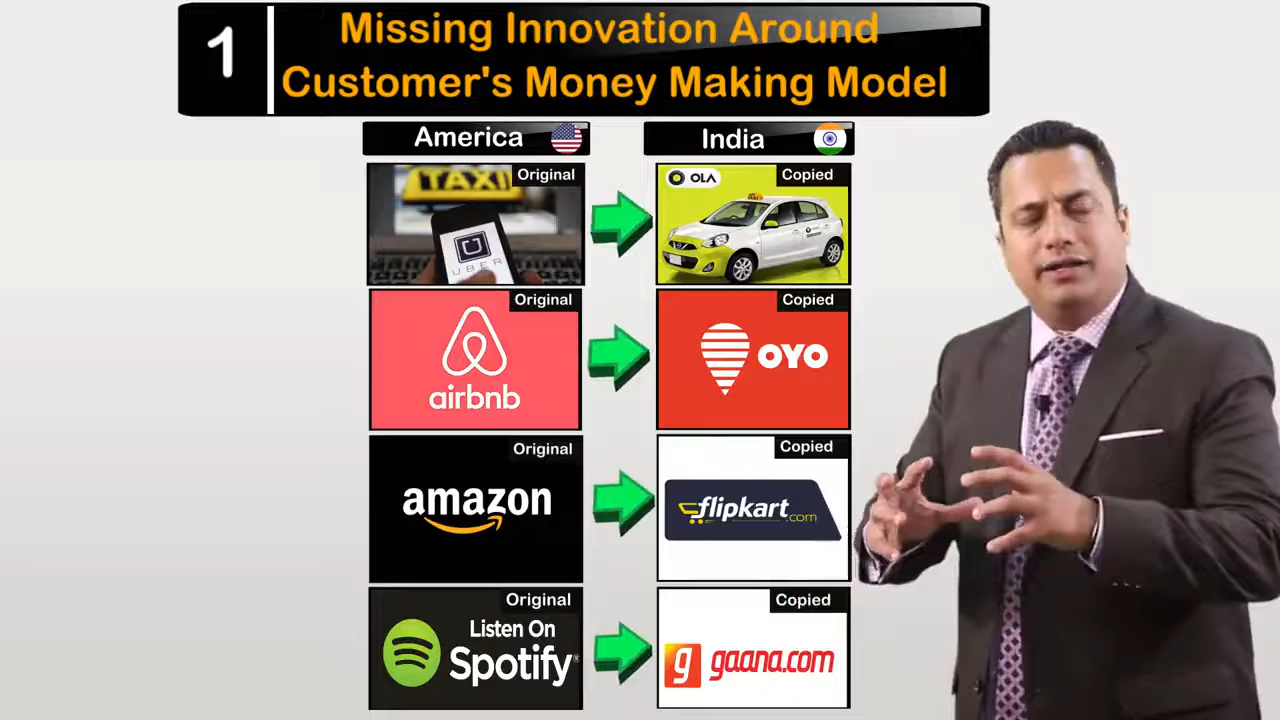 1
Missing Innovation Around
Customer's Money Making Model
America
India
TAXI
Original
UBER
OLA
Copied
Original
airbnb
Copied
OYO
Original
amazon
Copied
flipkart.com
Original
Listen On
Spotify®
Copied
g gaana.com